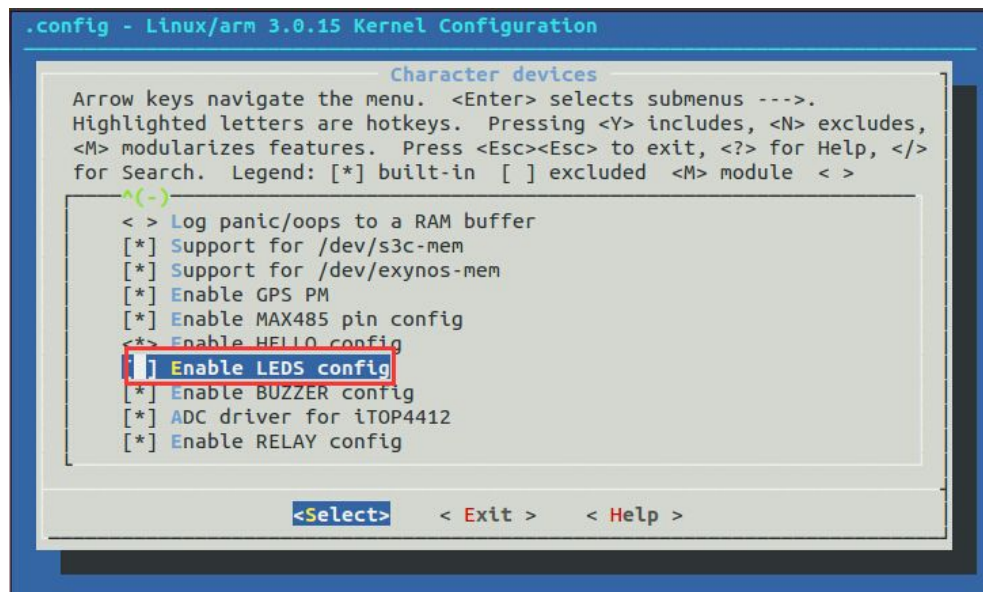 .config - Linux/arm 3.0.15 Kernel Configuration
Character devices
Arrow keys navigate the menu.  <Enter> selects submenus --->.
Highlighted letters are hotkeys.  Pressing <Y> includes, <N> excludes,
<M> modularizes features.  Press <Esc><Esc> to exit, <?> for Help, </>
for Search.  Legend: [*] built-in  [ ] excluded  <M> module  < >
^(-)
< > Log panic/oops to a RAM buffer
[*] Support for /dev/s3c-mem
[*] Support for /dev/exynos-mem
[*] Enable GPS PM
[*] Enable MAX485 pin config
<*> Enable HELLO config
[ ] Enable LEDS config
[*] Enable BUZZER config
[*] ADC driver for iTOP4412
[*] Enable RELAY config
<Select>    < Exit >    < Help >